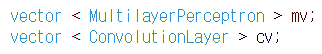 vector < MultilayerPerceptron > mv;
vector < ConvolutionLayer > cv;